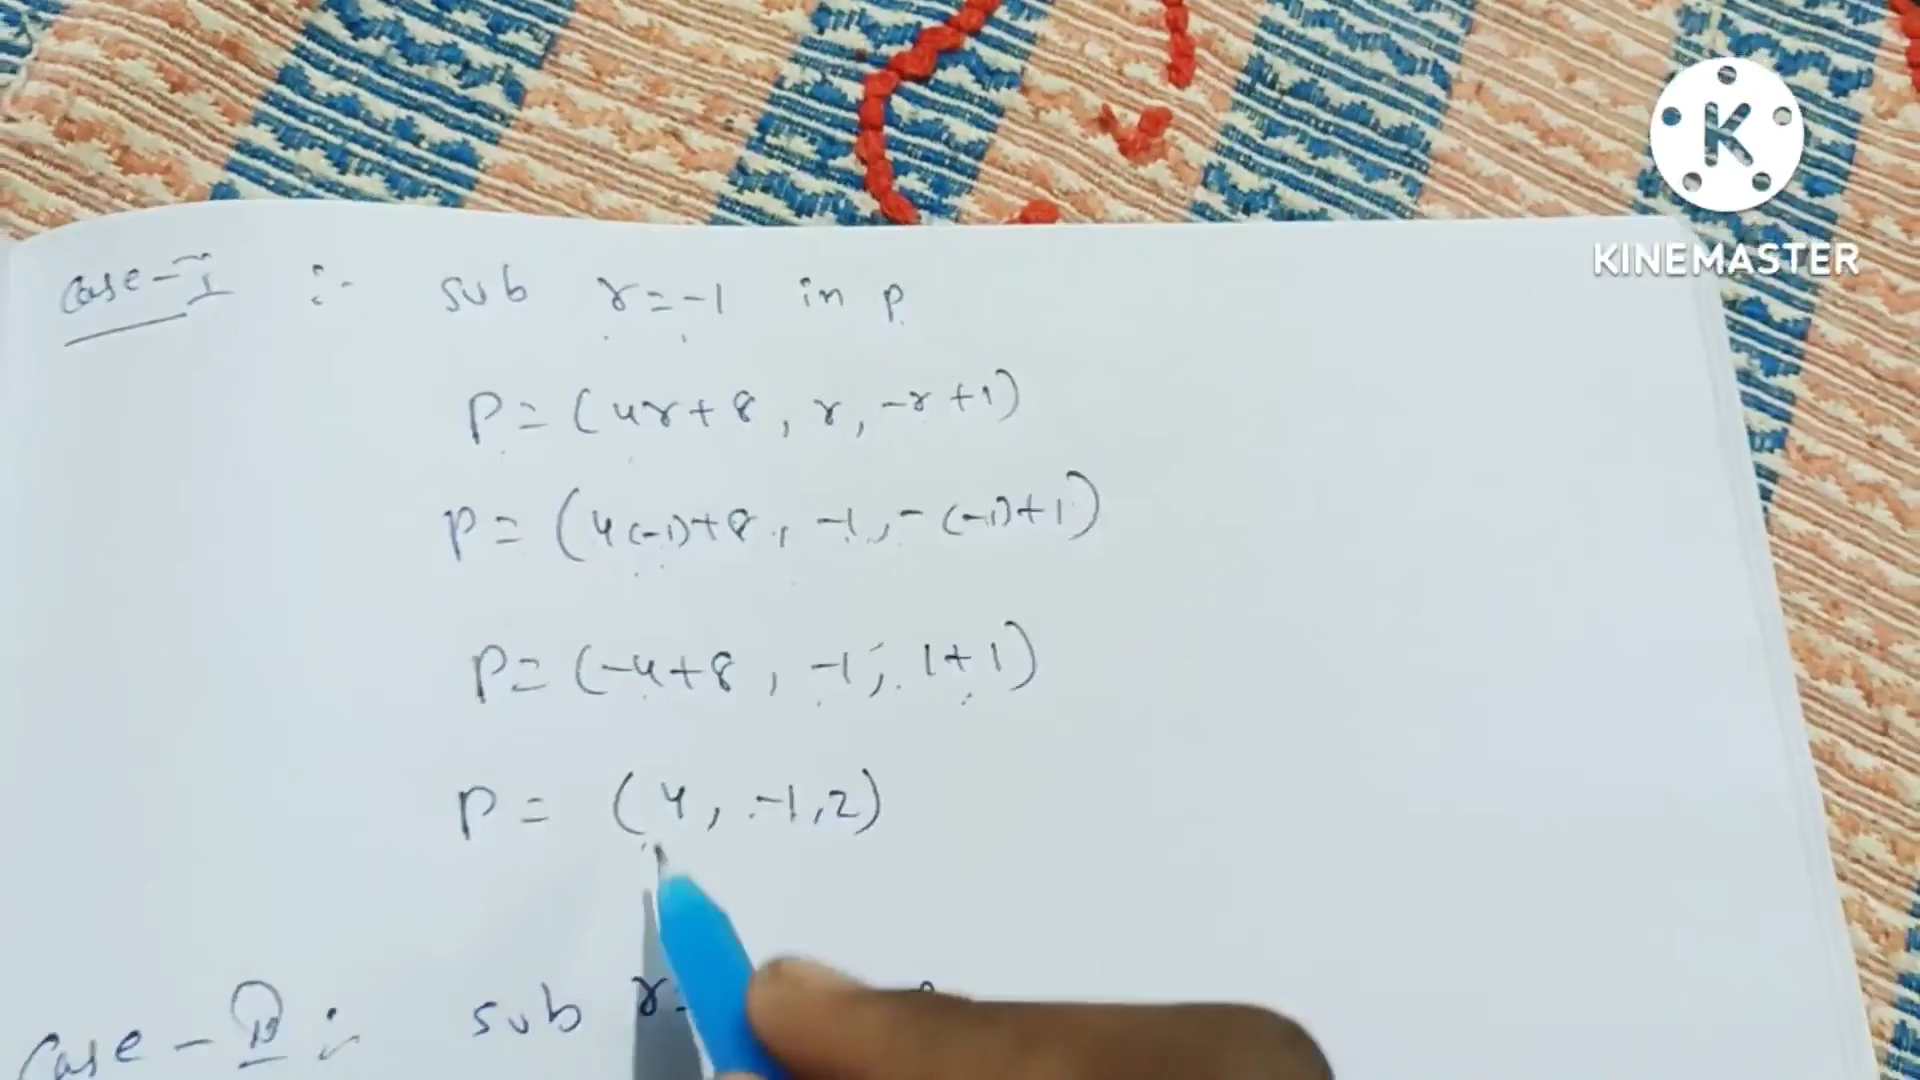 K
KINEMASTER
Case-I :- sub r=-1 in P
P=(4r+8, r, -r+1)
P=(4(-1)+8, -1, -(-1)+1)
P=(-4+8, -1, 1+1)
P= (4, -1,2)
Case-II :- sub r=